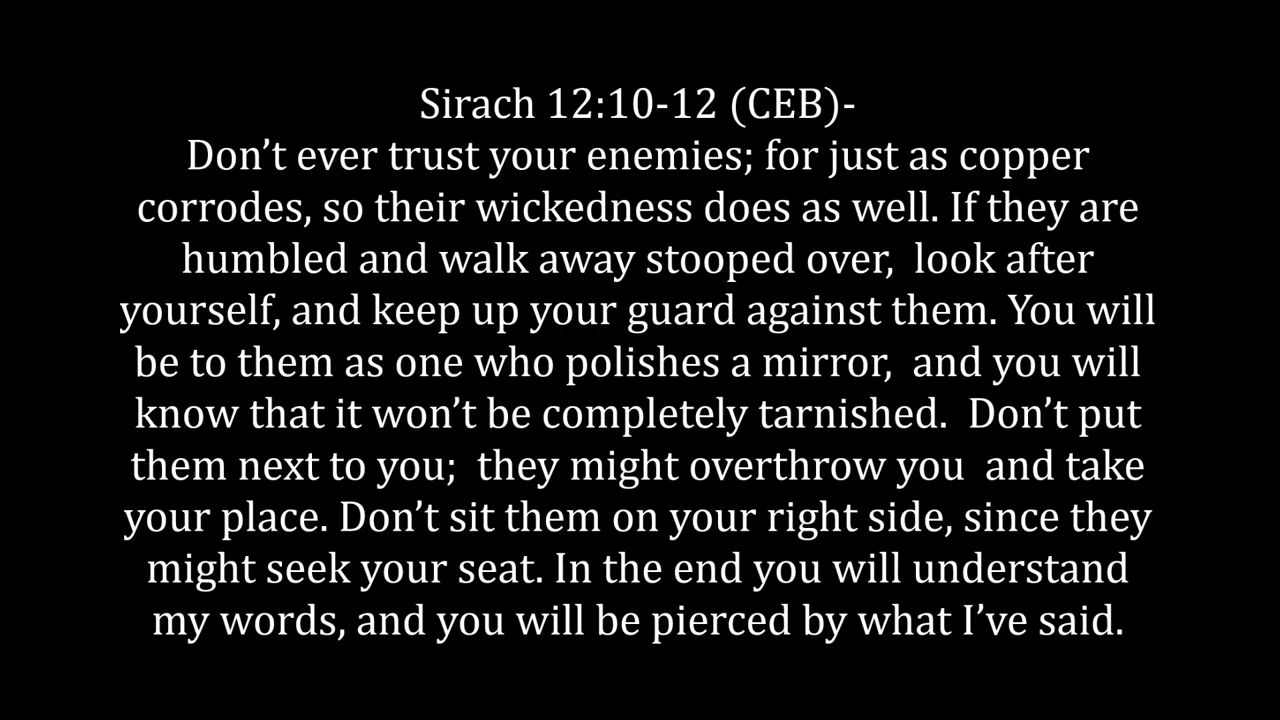 Sirach 12:10-12 (CEB)-
Don’t ever trust your enemies; for just as copper
corrodes, so their wickedness does as well. If they are
humbled and walk away stooped over,  look after
yourself, and keep up your guard against them. You will
be to them as one who polishes a mirror,  and you will
know that it won’t be completely tarnished.  Don’t put
them next to you;  they might overthrow you  and take
your place. Don’t sit them on your right side, since they
might seek your seat. In the end you will understand
my words, and you will be pierced by what I’ve said.